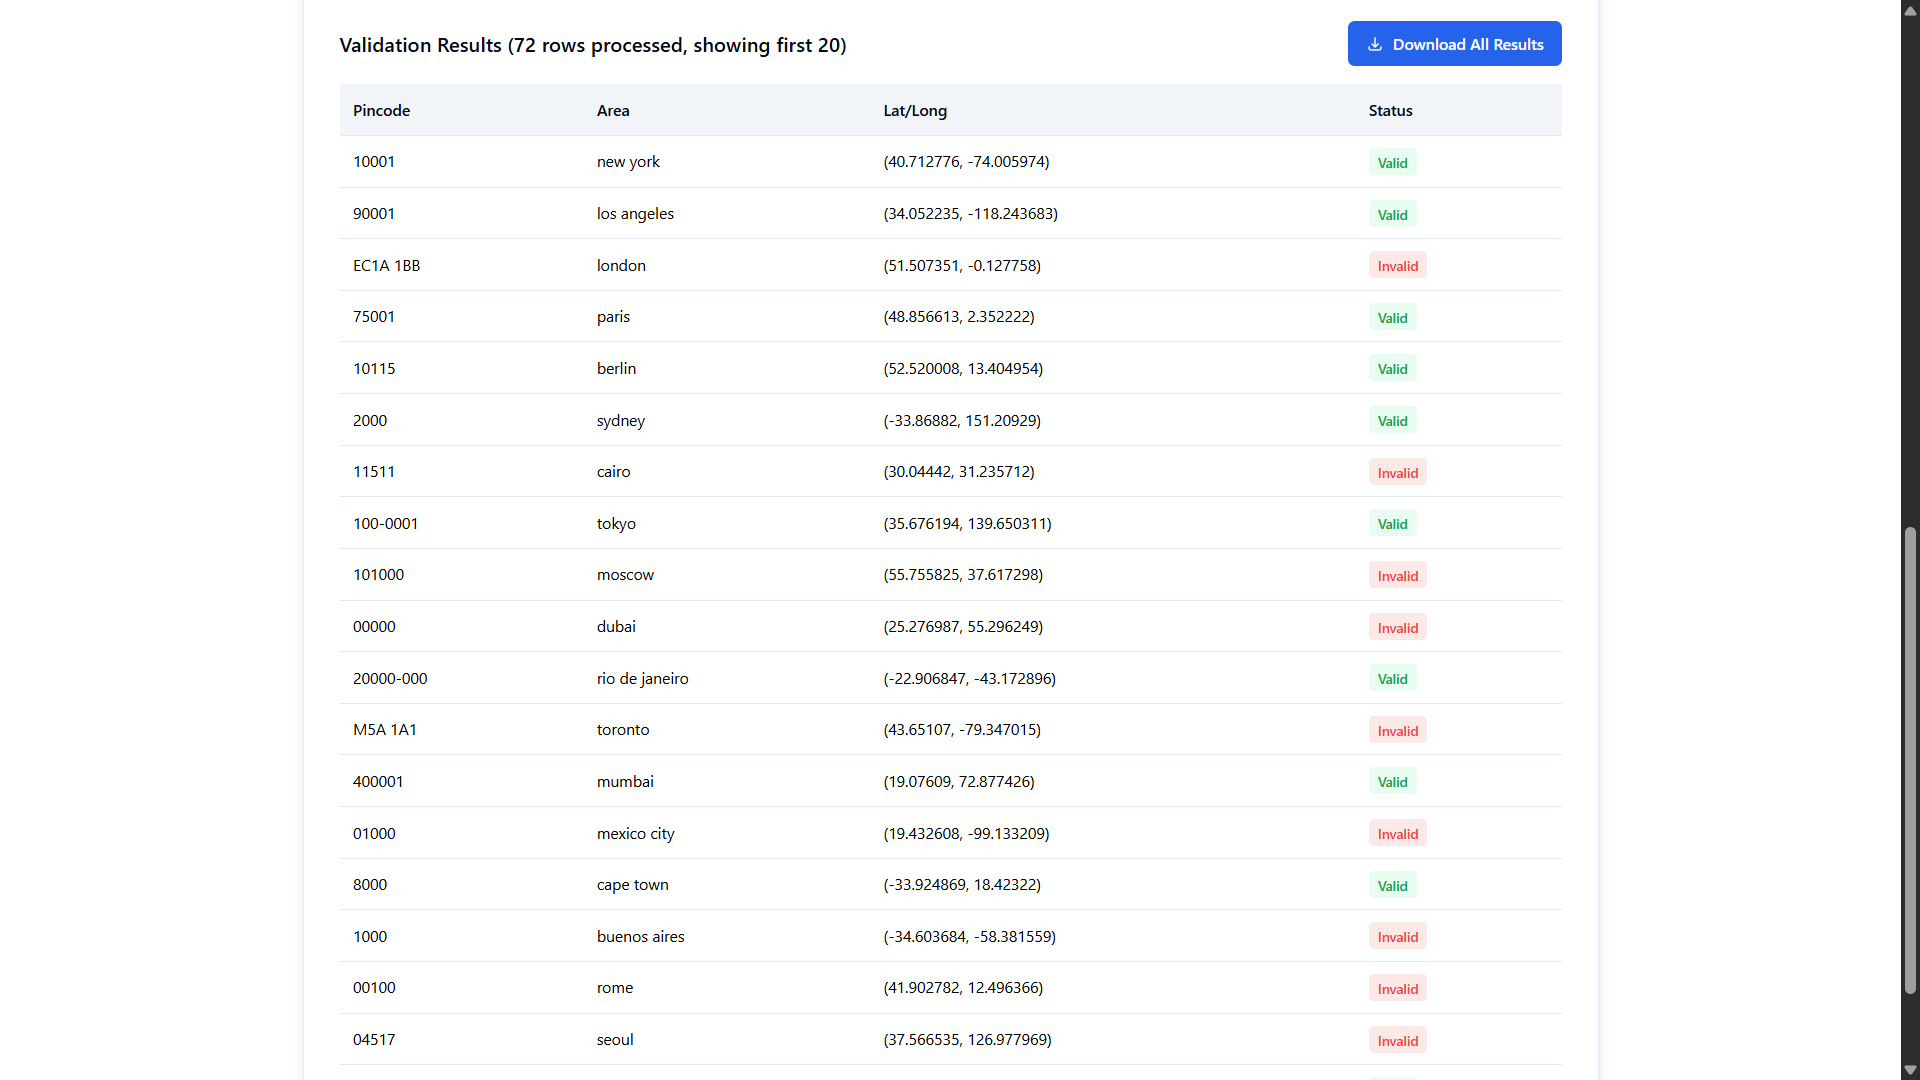 Validation Results (72 rows processed, showing first 20)
Download All Results
Pincode Area Lat/Long Status
10001 new york (40.712776, -74.005974) Valid
90001 los angeles (34.052235, -118.243683) Valid
EC1A 1BB london (51.507351, -0.127758) Invalid
75001 paris (48.856613, 2.352222) Valid
10115 berlin (52.520008, 13.404954) Valid
2000 sydney (-33.86882, 151.20929) Valid
11511 cairo (30.04442, 31.235712) Invalid
100-0001 tokyo (35.676194, 139.650311) Valid
101000 moscow (55.755825, 37.617298) Invalid
00000 dubai (25.276987, 55.296249) Invalid
20000-000 rio de janeiro (-22.906847, -43.172896) Valid
M5A 1A1 toronto (43.65107, -79.347015) Invalid
400001 mumbai (19.07609, 72.877426) Valid
01000 mexico city (19.432608, -99.133209) Invalid
8000 cape town (-33.924869, 18.42322) Valid
1000 buenos aires (-34.603684, -58.381559) Invalid
00100 rome (41.902782, 12.496366) Invalid
04517 seoul (37.566535, 126.977969) Invalid